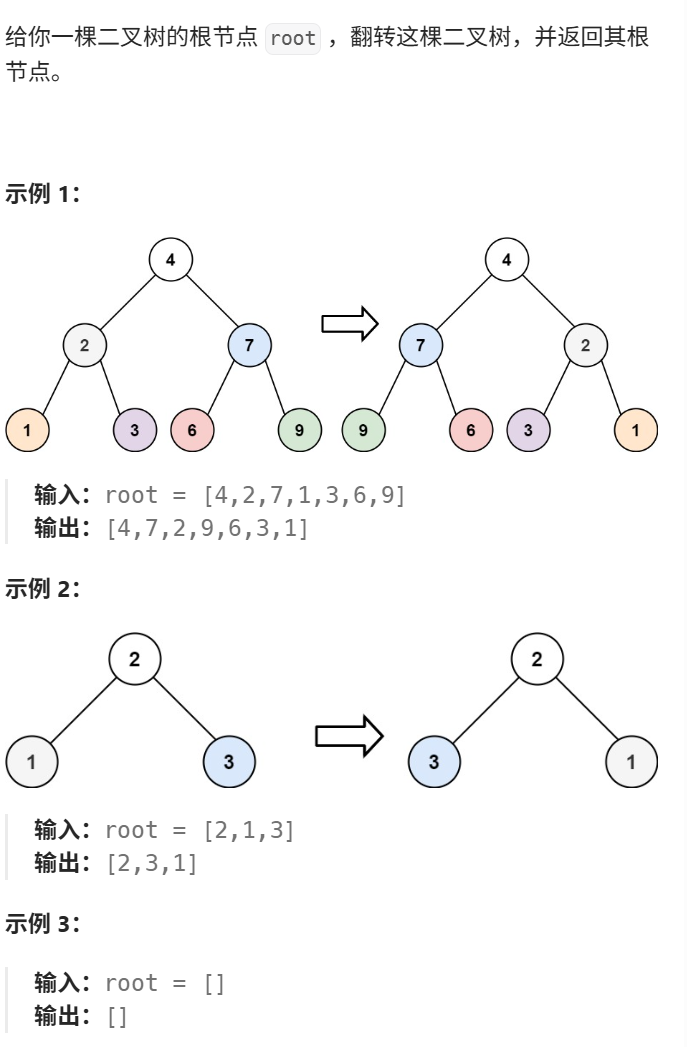 给你一棵二叉树的根节点 root ，翻转这棵二叉树，并返回其根
节点。
示例 1：
4 4
2 7 7 2
1 3 6 9 9 6 3 1
输入：root = [4,2,7,1,3,6,9]
输出：[4,7,2,9,6,3,1]
示例 2：
2 2
1 3 3 1
输入：root = [2,1,3]
输出：[2,3,1]
示例 3：
输入：root = []
输出：[]